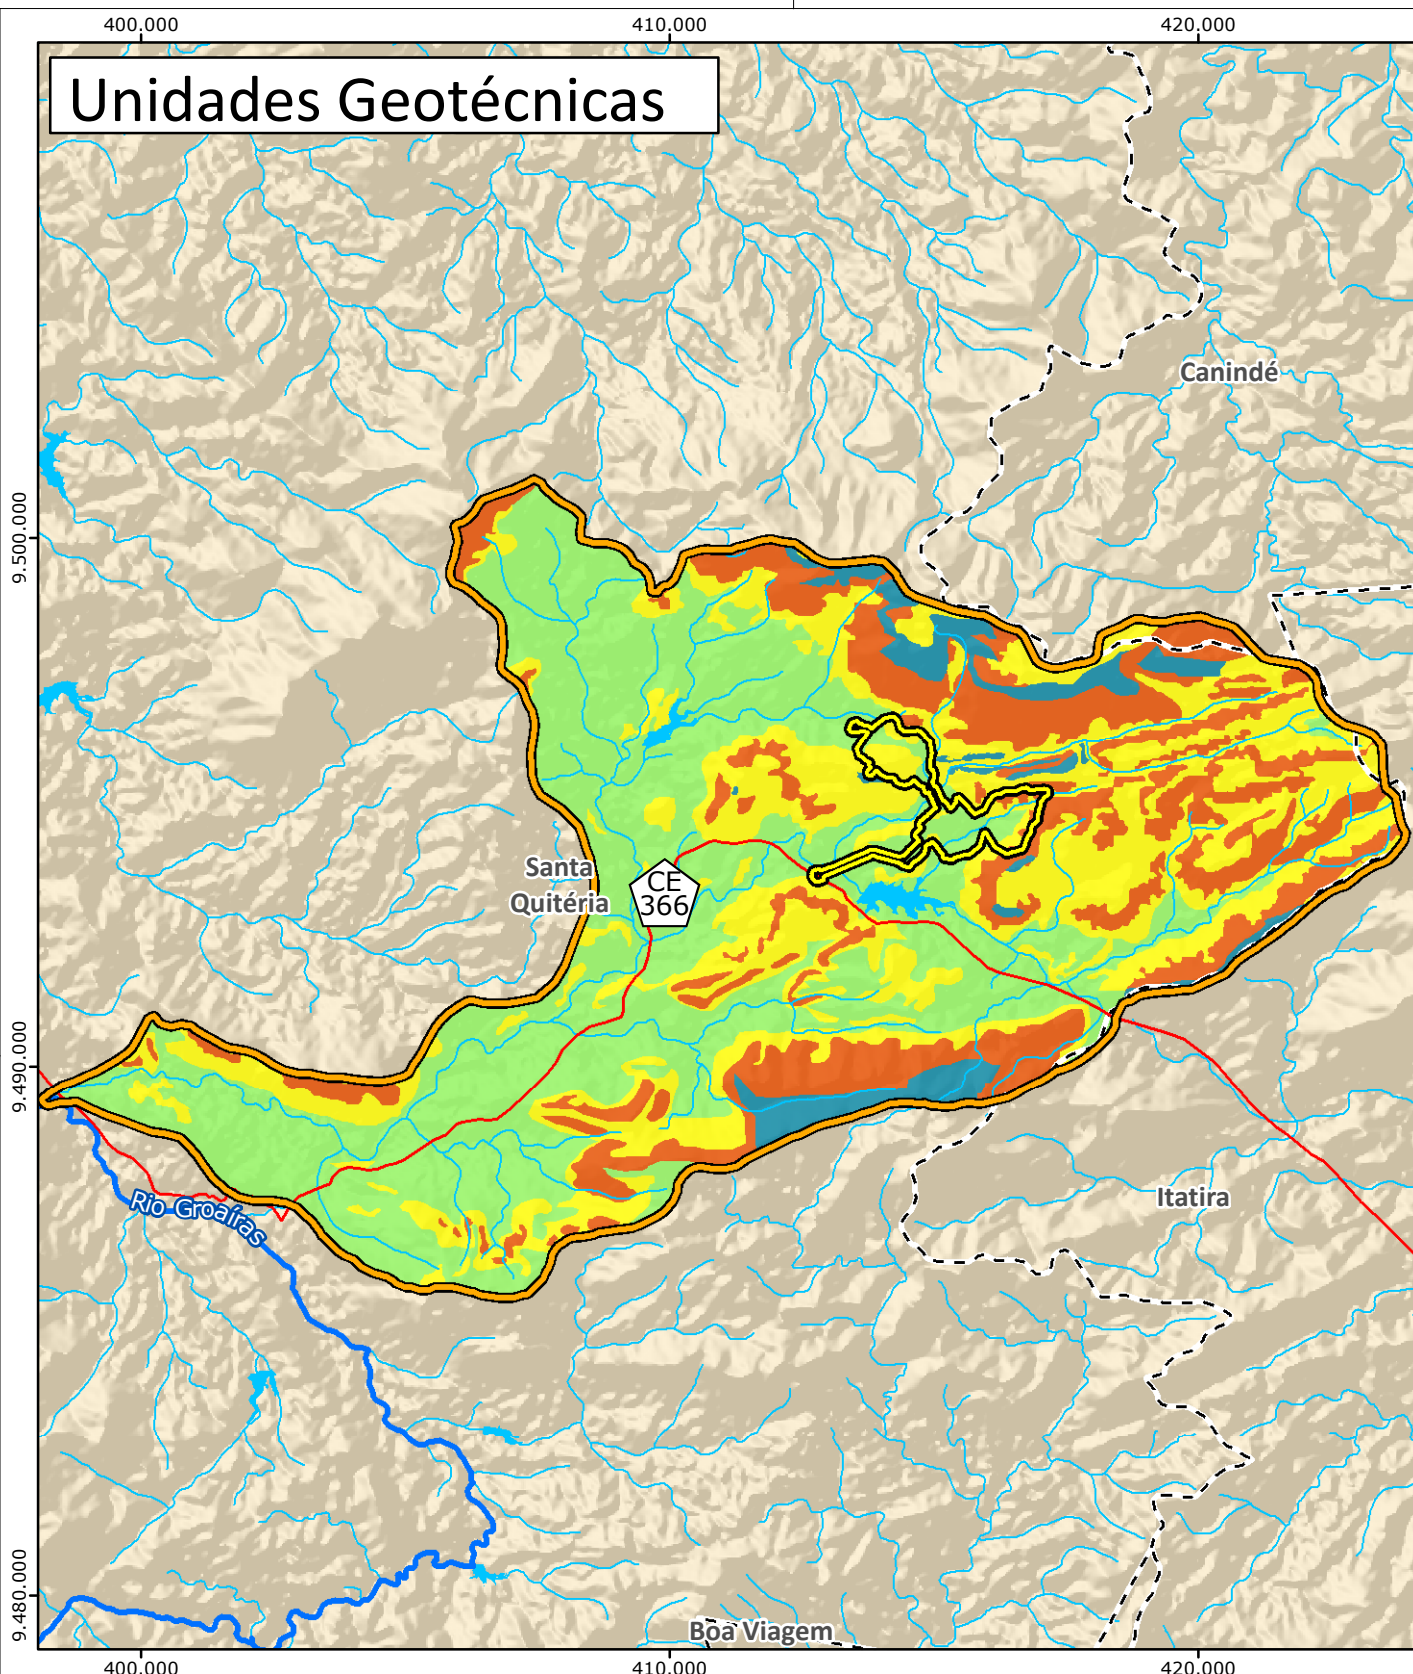 400.000
410.000
420.000
Unidades Geotécnicas
Canindé
9.500.000
Santa
Quitéria
CE
366
9.490.000
Itatira
Rio Groaíras
9.480.000
Boa Viagem
400.000
410.000
420.000